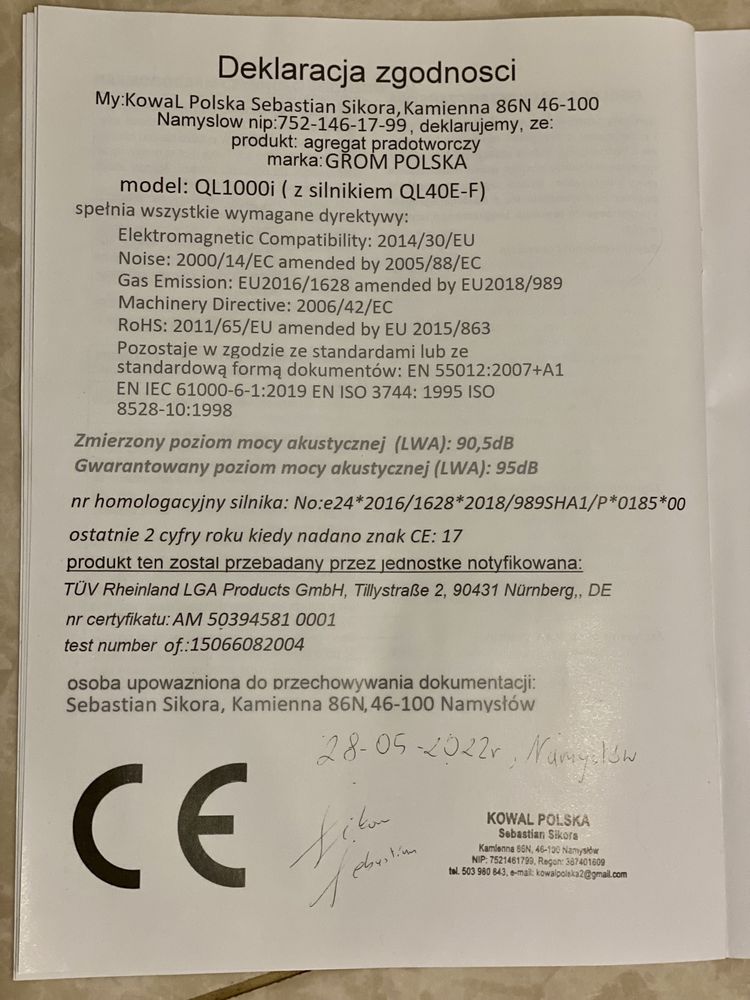 Deklaracja zgodnosci
My:KowaL Polska Sebastian Sikora,Kamienna 86N 46-100
Namyslow nip:752-146-17-99, deklarujemy, ze:
produkt: agregat pradotworczy
marka: GROM POLSKA
model: QL1000i ( z silnikiem QL40E-F)
spełnia wszystkie wymagane dyrektywy:
Elektromagnetic Compatibility: 2014/30/EU
Noise: 2000/14/EC amended by 2005/88/EC
Gas Emission: EU2016/1628 amended by EU2018/989
Machinery Directive: 2006/42/EC
RoHS: 2011/65/EU amended by EU 2015/863
Pozostaje w zgodzie ze standardami lub ze
standardową formą dokumentów: EN 55012:2007+A1
EN IEC 61000-6-1:2019 EN ISO 3744: 1995 ISO
8528-10:1998
Zmierzony poziom mocy akustycznej (LWA): 90,5dB
Gwarantowany poziom mocy akustycznej (LWA): 95dB
nr homologacyjny silnika: No:e24*2016/1628*2018/989SHA1/P*0185*00
ostatnie 2 cyfry roku kiedy nadano znak CE: 17
produkt ten zostal przebadany przez jednostke notyfikowana:
TÜV Rheinland LGA Products GmbH, Tillystraße 2, 90431 Nürnberg,, DE
nr certyfikatu: AM 50394581 0001
test number of.:15066082004
osoba upowazniona do przechowywania dokumentacji:
Sebastian Sikora, Kamienna 86N, 46-100 Namysłów
28-05-2022r, Namysłów
CE
Sikora
Sebastian
KOWAL POLSKA
Sebastian Sikora
Kamienna 86N, 46-100 Namysłów
NIP: 7521461799, Regon: 387401609
tel. 503 980 843, e-mail: kowalpolska2@gmail.com